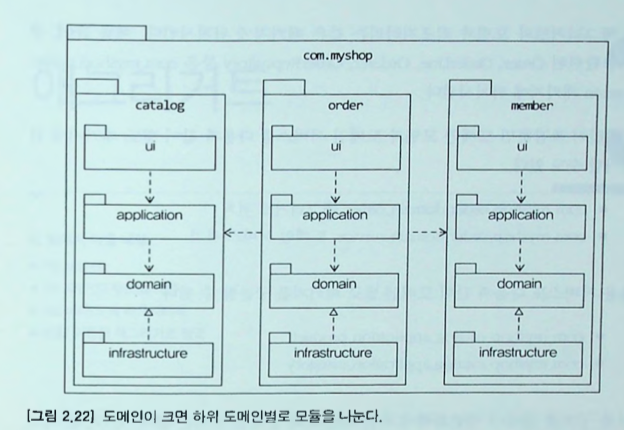 com.myshop
catalog
order
member
ui
ui
ui
application
application
application
domain
domain
domain
infrastructure
infrastructure
infrastructure
[그림 2.22] 도메인이 크면 하위 도메인별로 모듈을 나눈다.